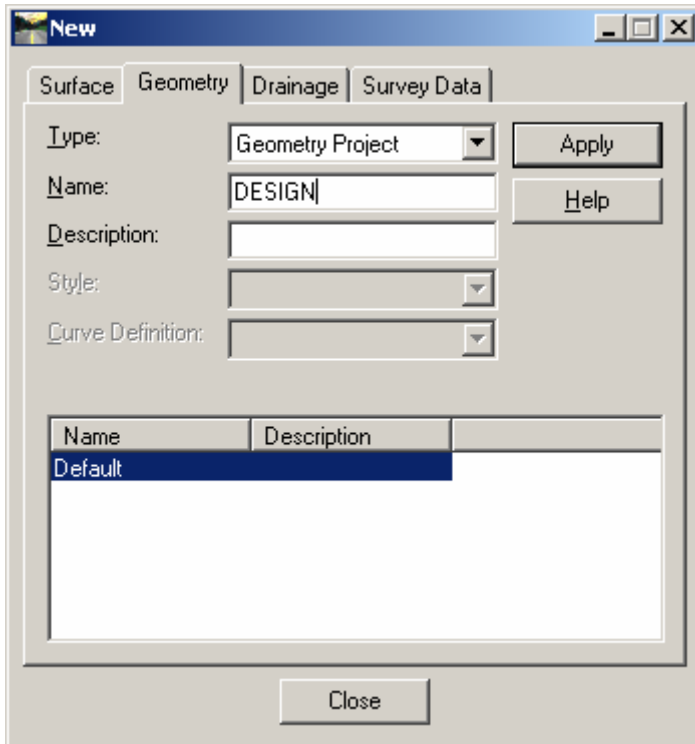 New
Surface Geometry Drainage Survey Data
Type: Geometry Project Apply
Name: DESIGN Help
Description:
Style:
Curve Definition:
Name Description
Default
Close